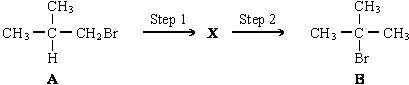 CH₃ CH₃
CH₃ – C – CH₂Br Step 1 → X Step 2 → CH₃ – C – CH₃
H Br
A B